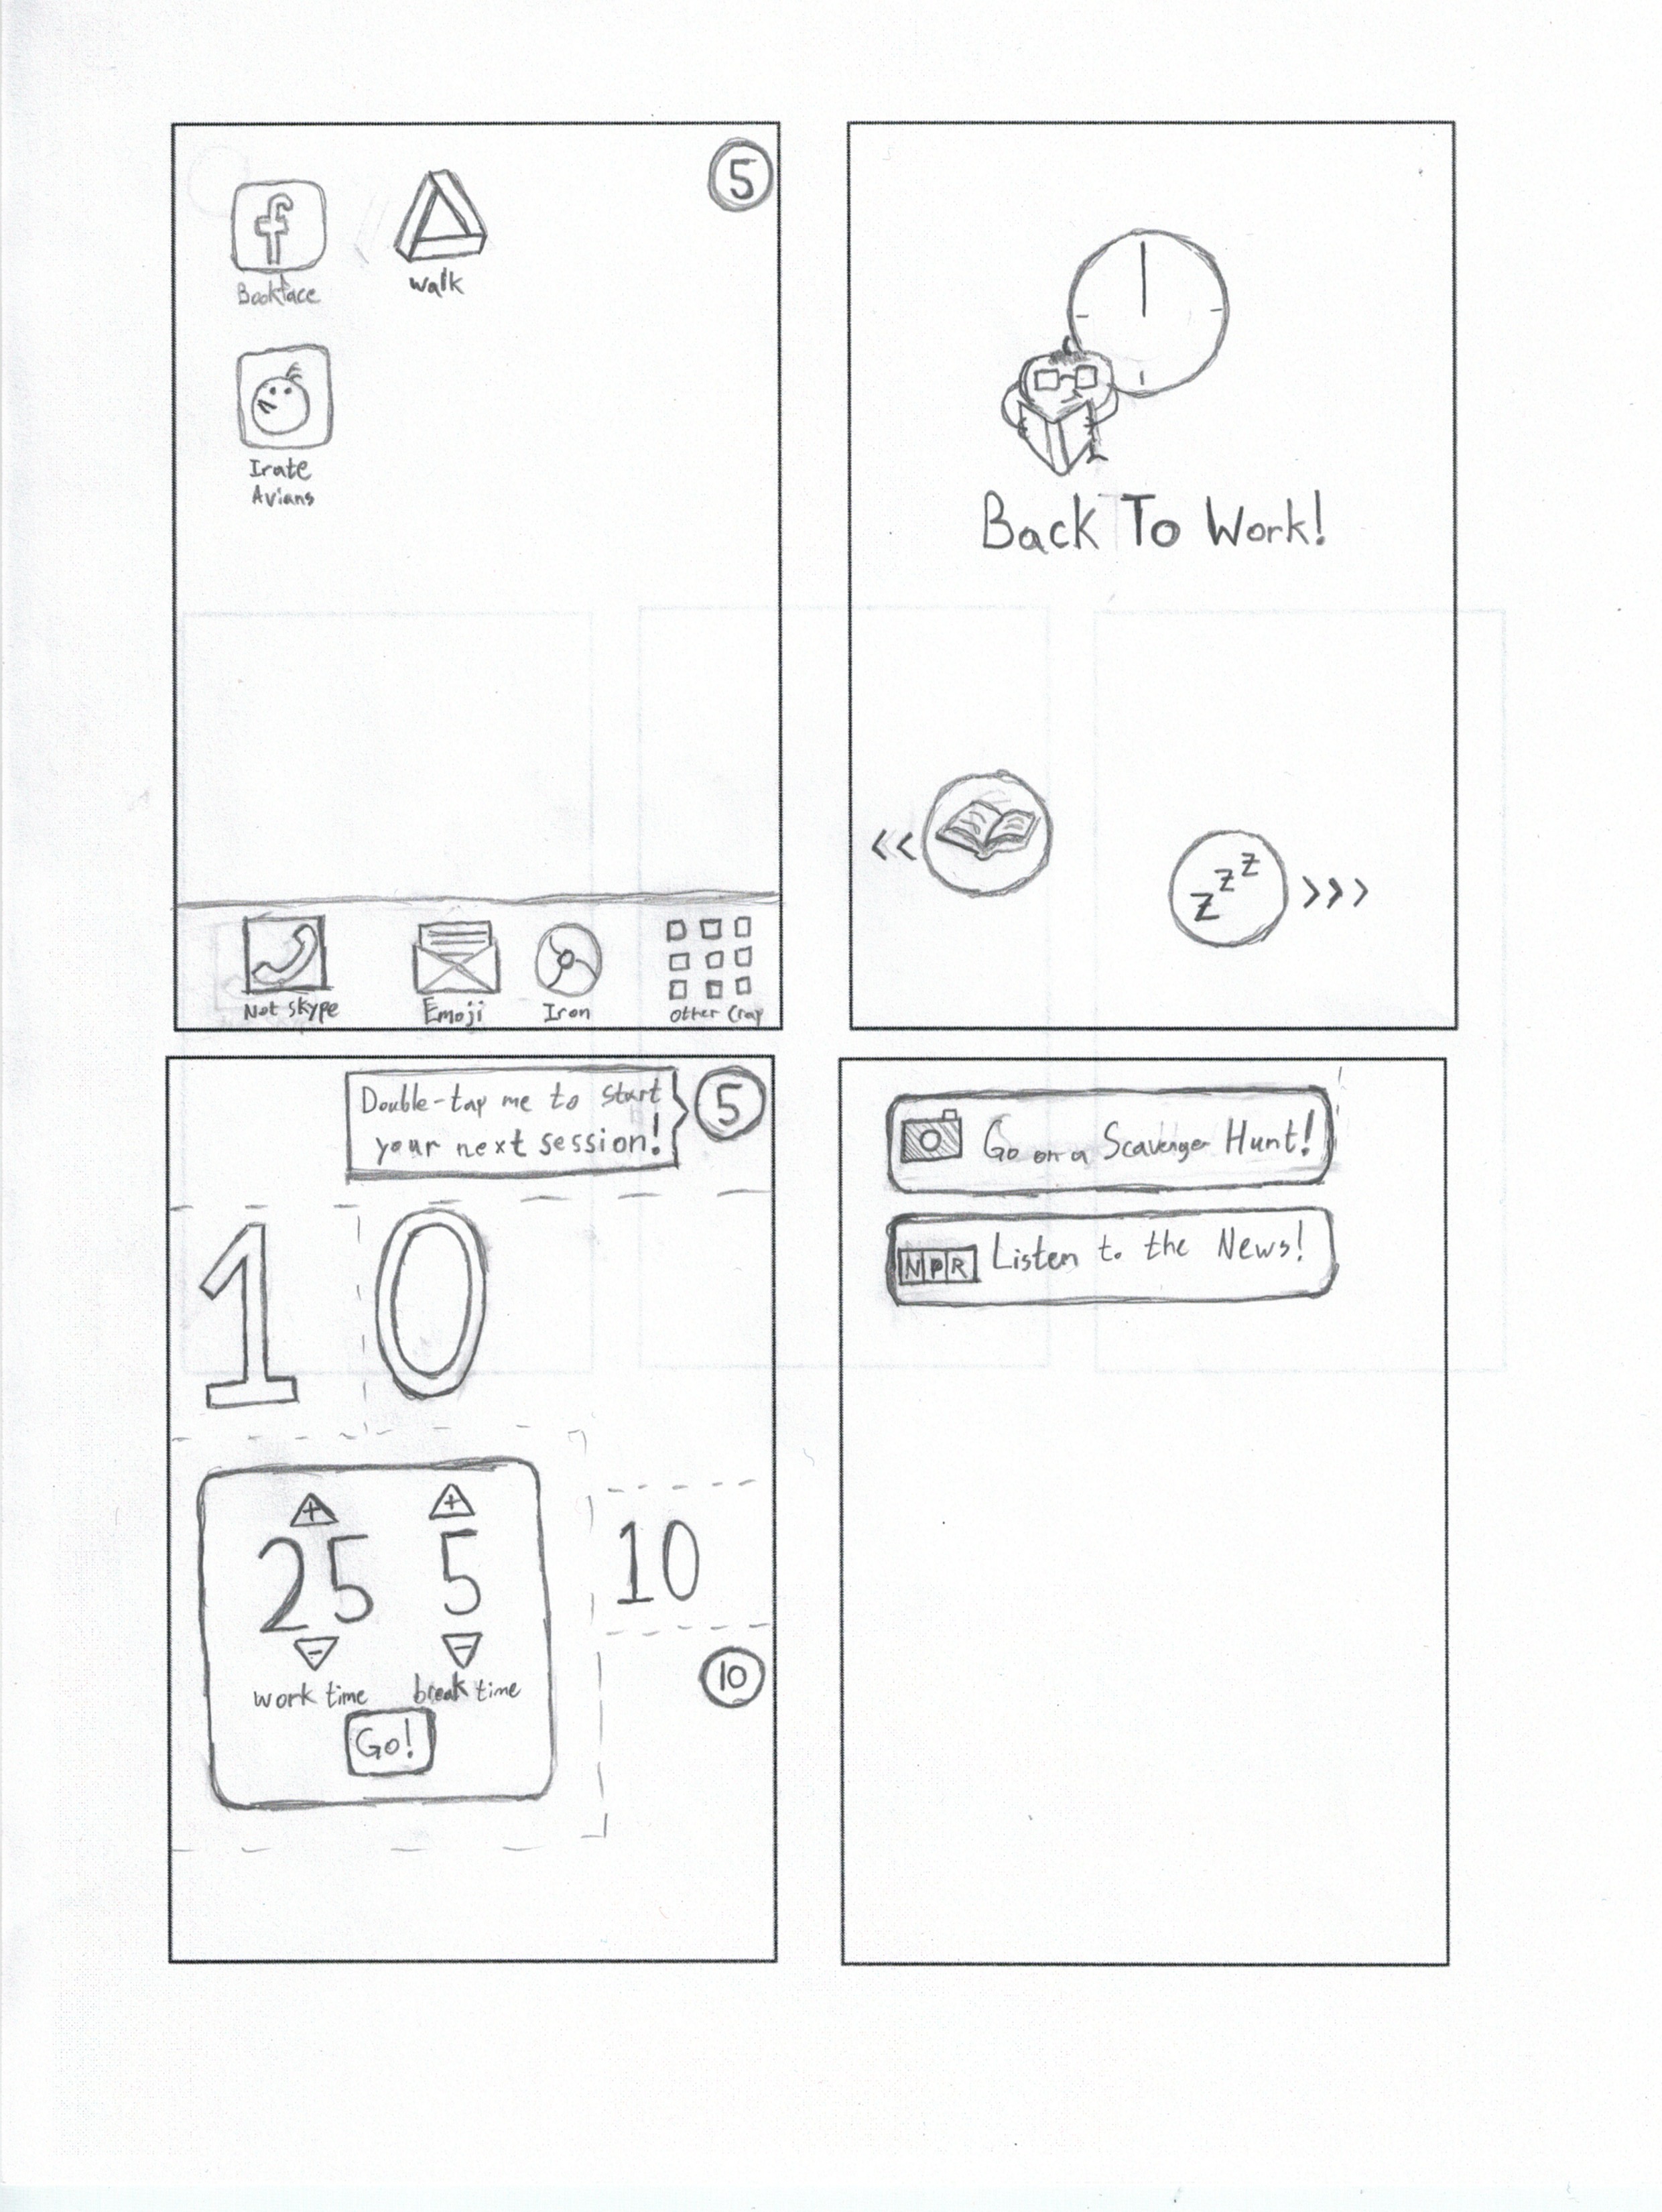 5
f
Bookface
walk
Irate
Avians
Not Skype
Emoji
Iron
Other Crap
Back To Work!
<<
z z z
>>>
Double-tap me to start
your next session!
5
10
+ +
25 5
- -
work time break time
Go!
10
10
Go on a Scavenger Hunt!
NPR Listen to the News!